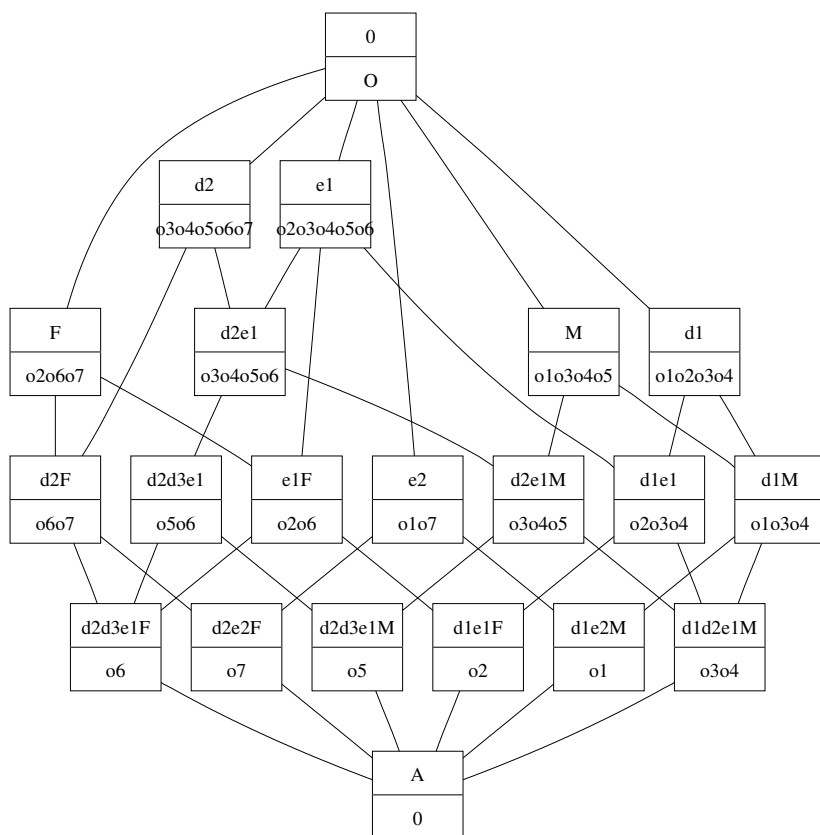 0
O
d2
o3o4o5o6o7
e1
o2o3o4o5o6
F
o2o6o7
d2e1
o3o4o5o6
M
o1o3o4o5
d1
o1o2o3o4
d2F
o6o7
d2d3e1
o5o6
e1F
o2o6
e2
o1o7
d2e1M
o3o4o5
d1e1
o2o3o4
d1M
o1o3o4
d2d3e1F
o6
d2e2F
o7
d2d3e1M
o5
d1e1F
o2
d1e2M
o1
d1d2e1M
o3o4
A
0